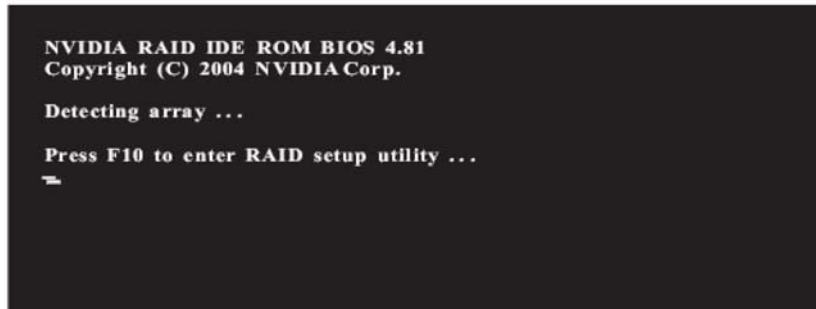 NVIDIA RAID IDE ROM BIOS 4.81
Copyright (C) 2004 NVIDIA Corp.
Detecting array ...
Press F10 to enter RAID setup utility ...